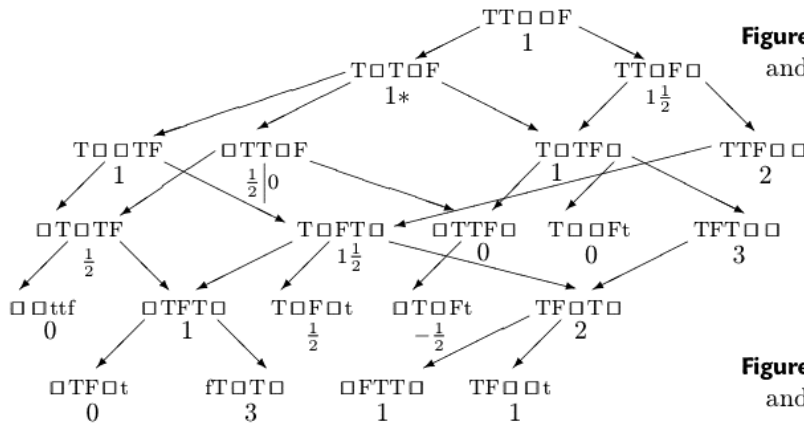 TT□□F
1
Figure
T□T□F TT□F□ and
1* 1½
T□□TF □TT□F T□TF□ TTF□□
1 ½|0 1 2
□T□TF T□FT□ □TTF□ T□□Ft TFT□□
½ 1½ 0 0 3
□□ttf □TFT□ T□F□t □T□Ft TF□T□
0 1 ½ -½ 2
Figure
□TF□t fT□T□ □FTT□ TF□□t and
0 3 1 1